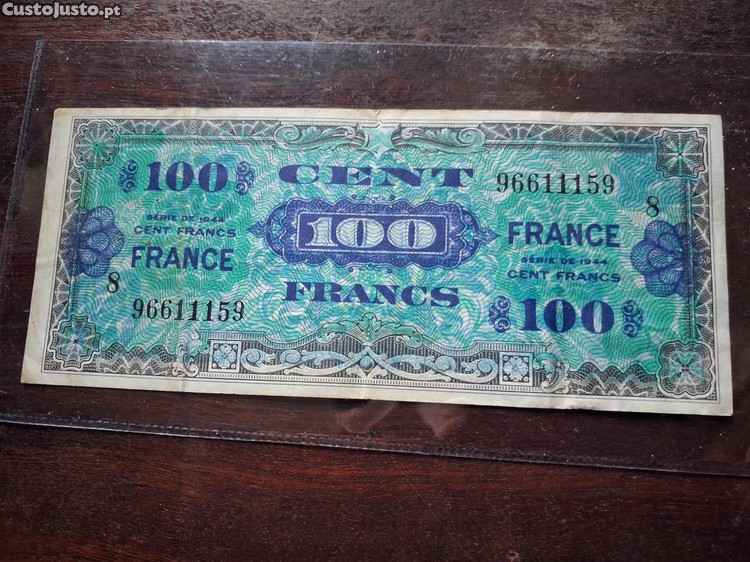 CustoJusto.pt
100 CENT 96611159
8
SÉRIE DE 1944
CENT FRANCS
FRANCE
100
FRANCE
SÉRIE DE 1944
CENT FRANCS
8
96611159
FRANCS
100